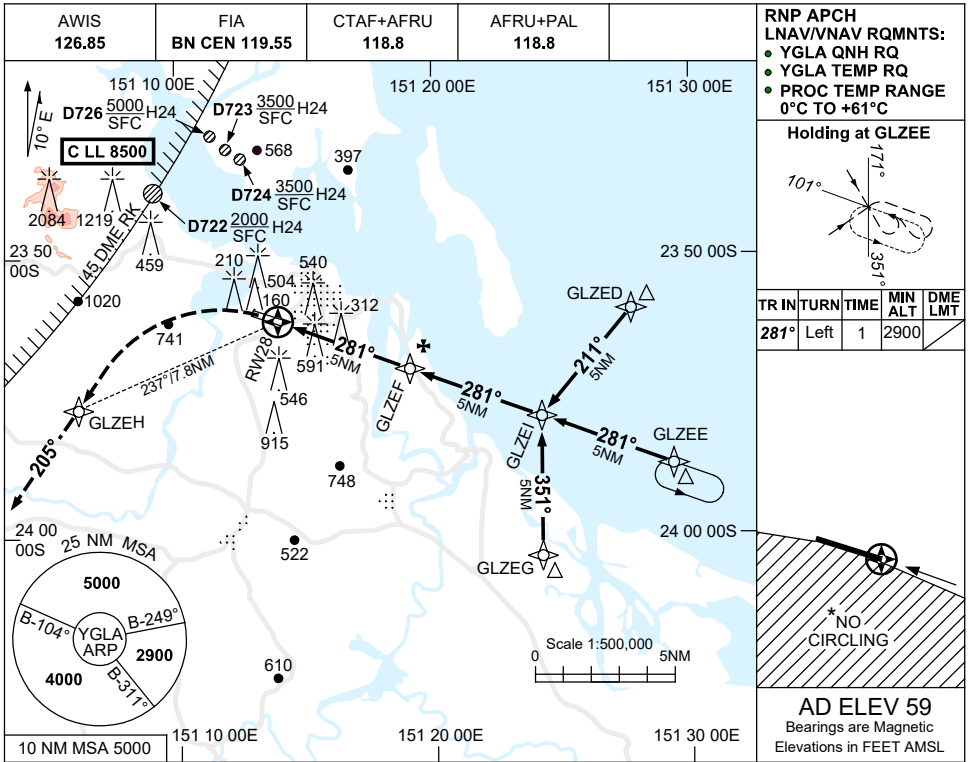 AWIS
126.85
FIA
BN CEN 119.55
CTAF+AFRU
118.8
AFRU+PAL
118.8
RNP APCH
LNAV/VNAV RQMNTS:
YGLA QNH RQ
YGLA TEMP RQ
PROC TEMP RANGE
0°C TO +61°C
Holding at GLZEE
171°
101°
351°
TR IN TURN TIME MIN ALT DME LMT
281° Left 1 2900
*NO
CIRCLING
AD ELEV 59
Bearings are Magnetic
Elevations in FEET AMSL
151 10 00E
151 20 00E
151 30 00E
10° E
D726 5000 SFC H24
D723 3500 SFC H24
C LL 8500
568
397
D724 3500 SFC H24
2084
1219
D722 2000 SFC H24
459
45 DME RK
23 50
00S
23 50 00S
210
504
540
160
312
1020
741
591
RW28
237°/7.8NM
546
915
GLZEH
205°
281°
5NM
GLZEF
281°
5NM
GLZED
211°
5NM
GLZEI
281°
5NM
GLZEE
351°
5NM
GLZEG
748
522
610
24 00
00S
24 00 00S
25 NM MSA
5000
B-104°
B-249°
YGLA
ARP
2900
4000
B-311°
Scale 1:500,000
0 5NM
10 NM MSA 5000
151 10 00E
151 20 00E
151 30 00E